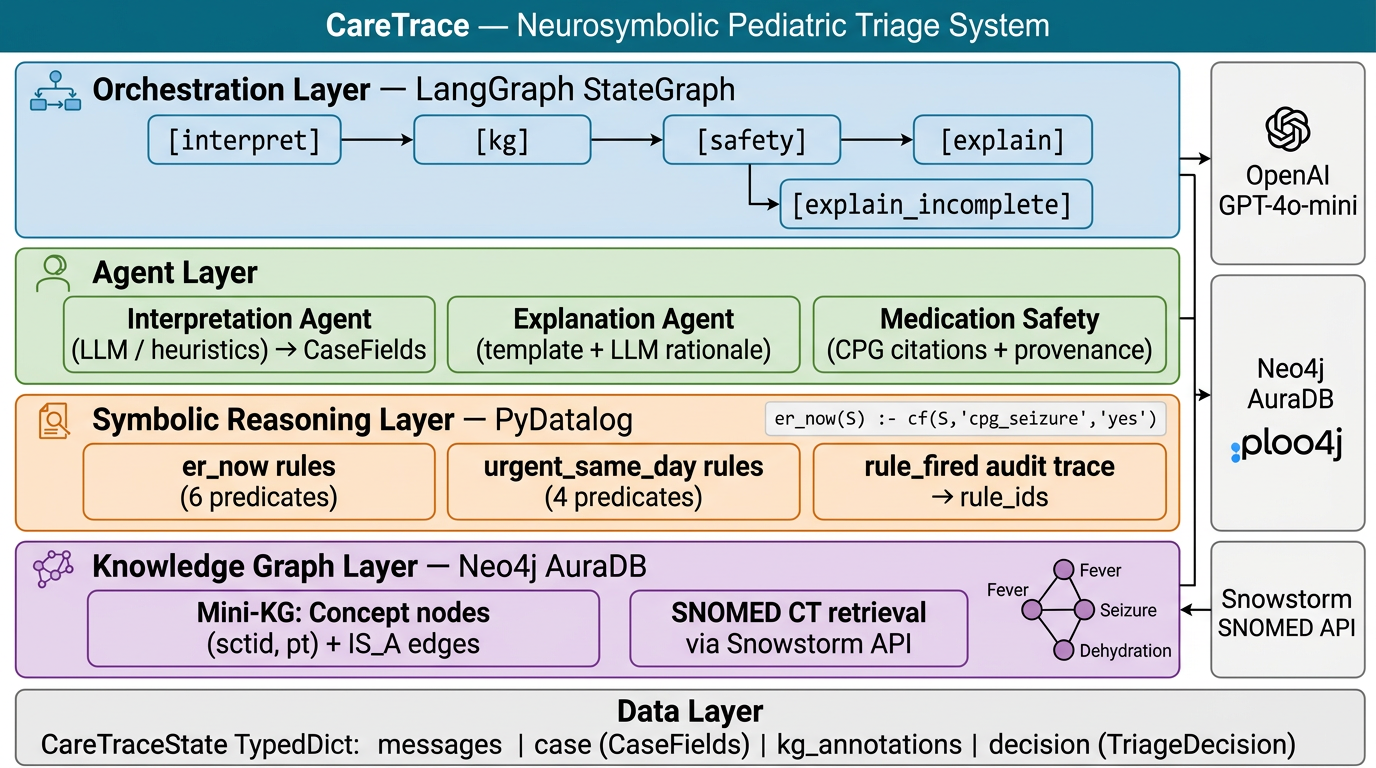 CareTrace — Neurosymbolic Pediatric Triage System
Orchestration Layer — LangGraph StateGraph
[interpret]
[kg]
[safety]
[explain]
[explain_incomplete]
OpenAI
GPT-4o-mini
Agent Layer
Interpretation Agent
(LLM / heuristics) → CaseFields
Explanation Agent
(template + LLM rationale)
Medication Safety
(CPG citations + provenance)
Neo4j
AuraDB
ploo4j
Symbolic Reasoning Layer — PyDatalog
er_now(S) :- cf(S,'cpg_seizure','yes')
er_now rules
(6 predicates)
urgent_same_day rules
(4 predicates)
rule_fired audit trace
→ rule_ids
Knowledge Graph Layer — Neo4j AuraDB
Mini-KG: Concept nodes
(sctid, pt) + IS_A edges
SNOMED CT retrieval
via Snowstorm API
Fever
Fever
Seizure
Dehydration
Snowstorm
SNOMED API
Data Layer
CareTraceState TypedDict: messages | case (CaseFields) | kg_annotations | decision (TriageDecision)